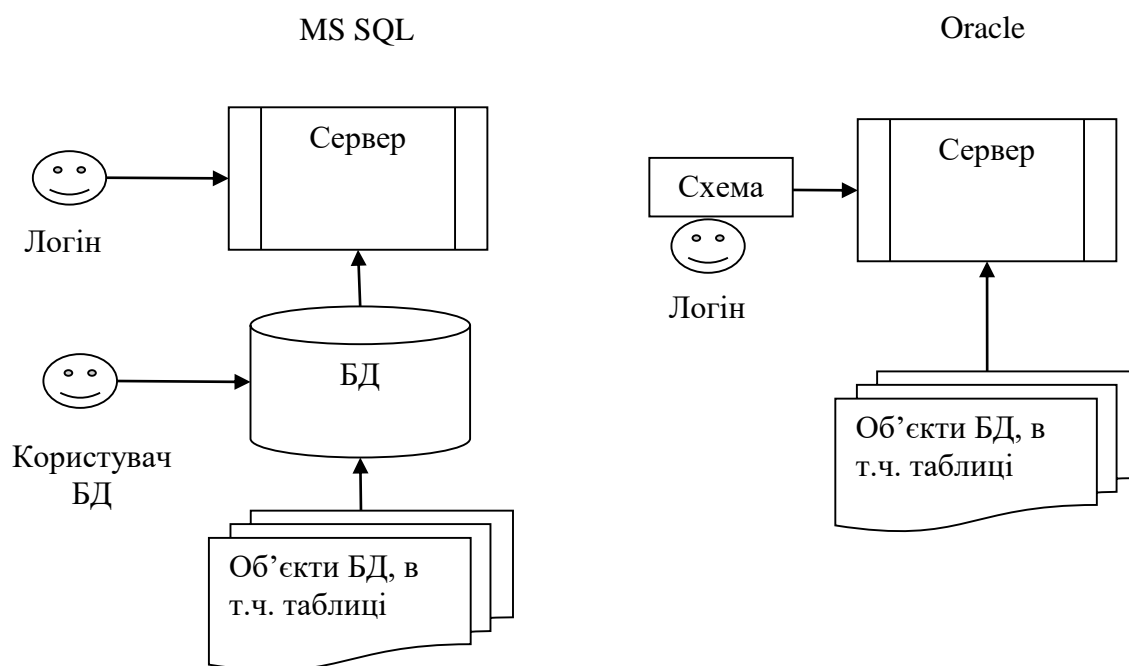 MS SQL
Сервер
Логін
БД
Користувач
БД
Об’єкти БД, в
т.ч. таблиці
Oracle
Сервер
Схема
Логін
Об’єкти БД, в
т.ч. таблиці